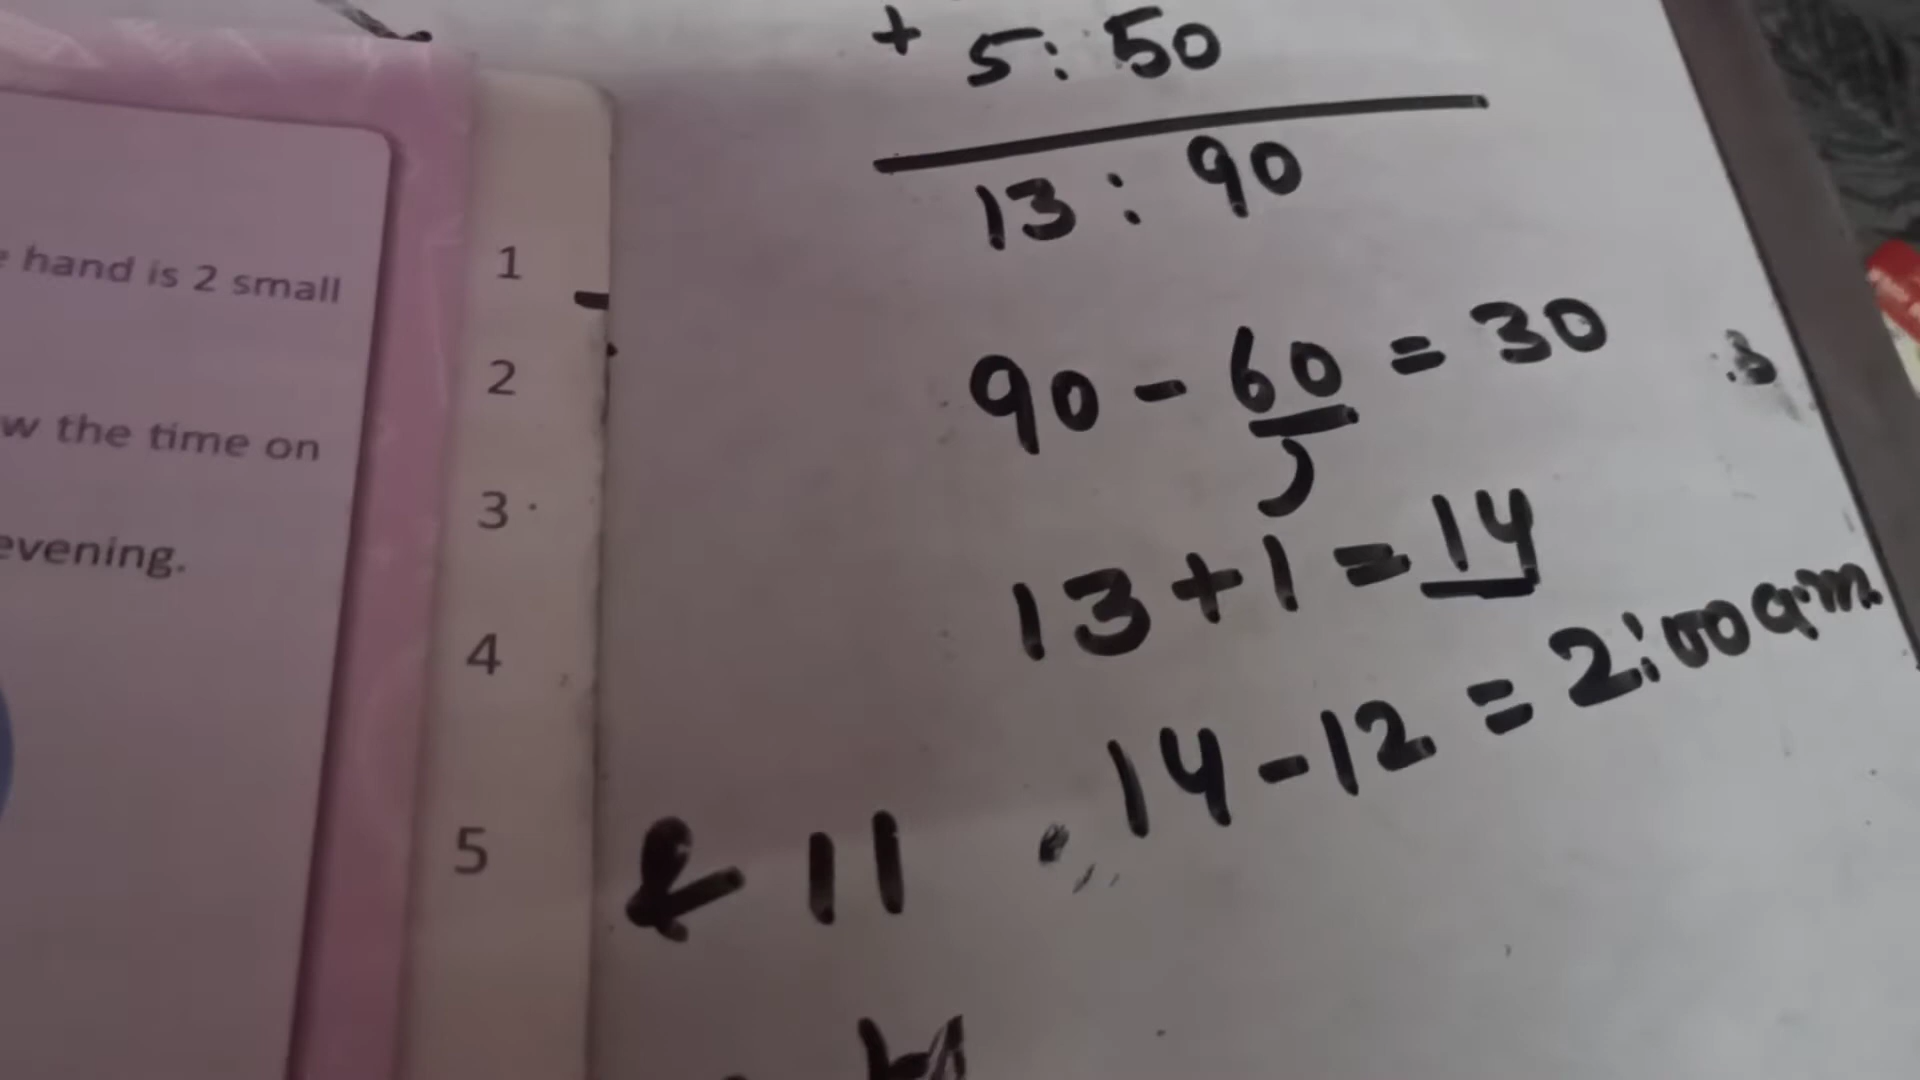 + 5:50
13:90
hand is 2 small
1
90 - 60 = 30
2
the time on
3
13 + 1 = 14
evening.
4
14 - 12 = 2:00 a.m.
5
11